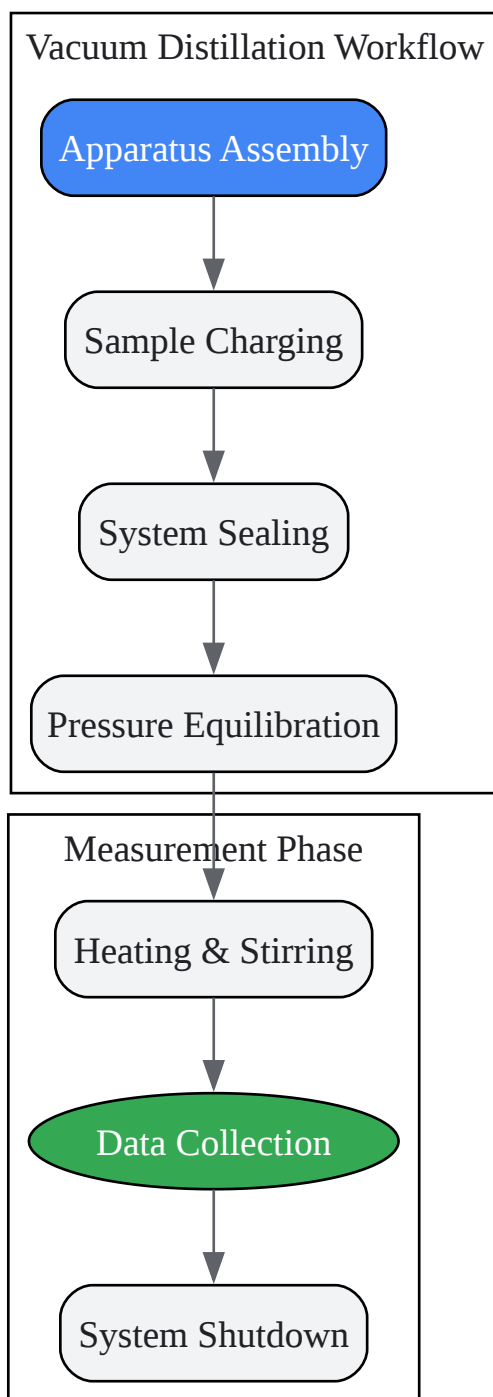 Vacuum Distillation Workflow
Apparatus Assembly
Sample Charging
System Sealing
Pressure Equilibration
Measurement Phase
Heating & Stirring
Data Collection
System Shutdown